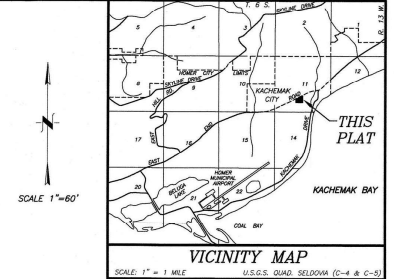 T. 6 S.
R. 13 W.
SKYLINE DRIVE
5
4
3
2
1
HOMER CITY LIMITS
SKYLINE DRIVE
8
9
10
11
12
KACHEMAK CITY
ROAD
HILL RD
EAST
END
THIS
PLAT
17
16
15
14
DRIVE
KACHEMAK
EAST
N
SCALE 1"=60'
HOMER
MUNICIPAL
AIRPORT
BELUGA
LAKE
20
21
22
KACHEMAK BAY
COAL BAY
VICINITY MAP
SCALE: 1" = 1 MILE
U.S.G.S. QUAD. SELDOVIA (C-4 & C-5)